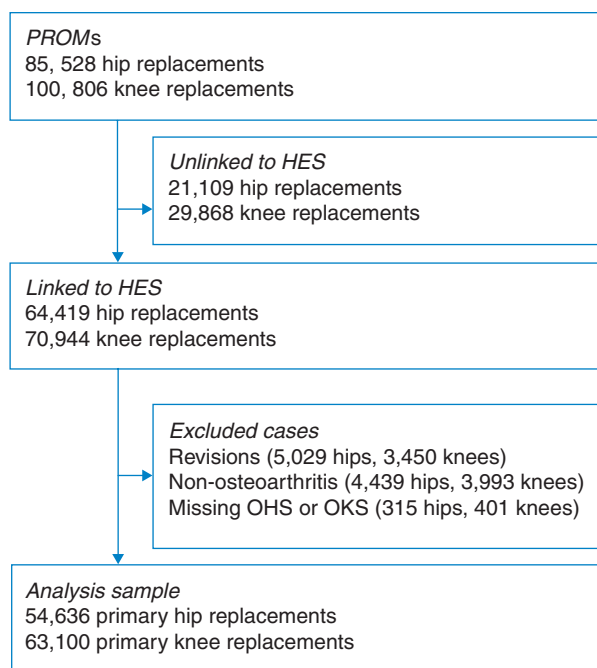 PROMs
85, 528 hip replacements
100, 806 knee replacements
Unlinked to HES
21,109 hip replacements
29,868 knee replacements
Linked to HES
64,419 hip replacements
70,944 knee replacements
Excluded cases
Revisions (5,029 hips, 3,450 knees)
Non-osteoarthritis (4,439 hips, 3,993 knees)
Missing OHS or OKS (315 hips, 401 knees)
Analysis sample
54,636 primary hip replacements
63,100 primary knee replacements